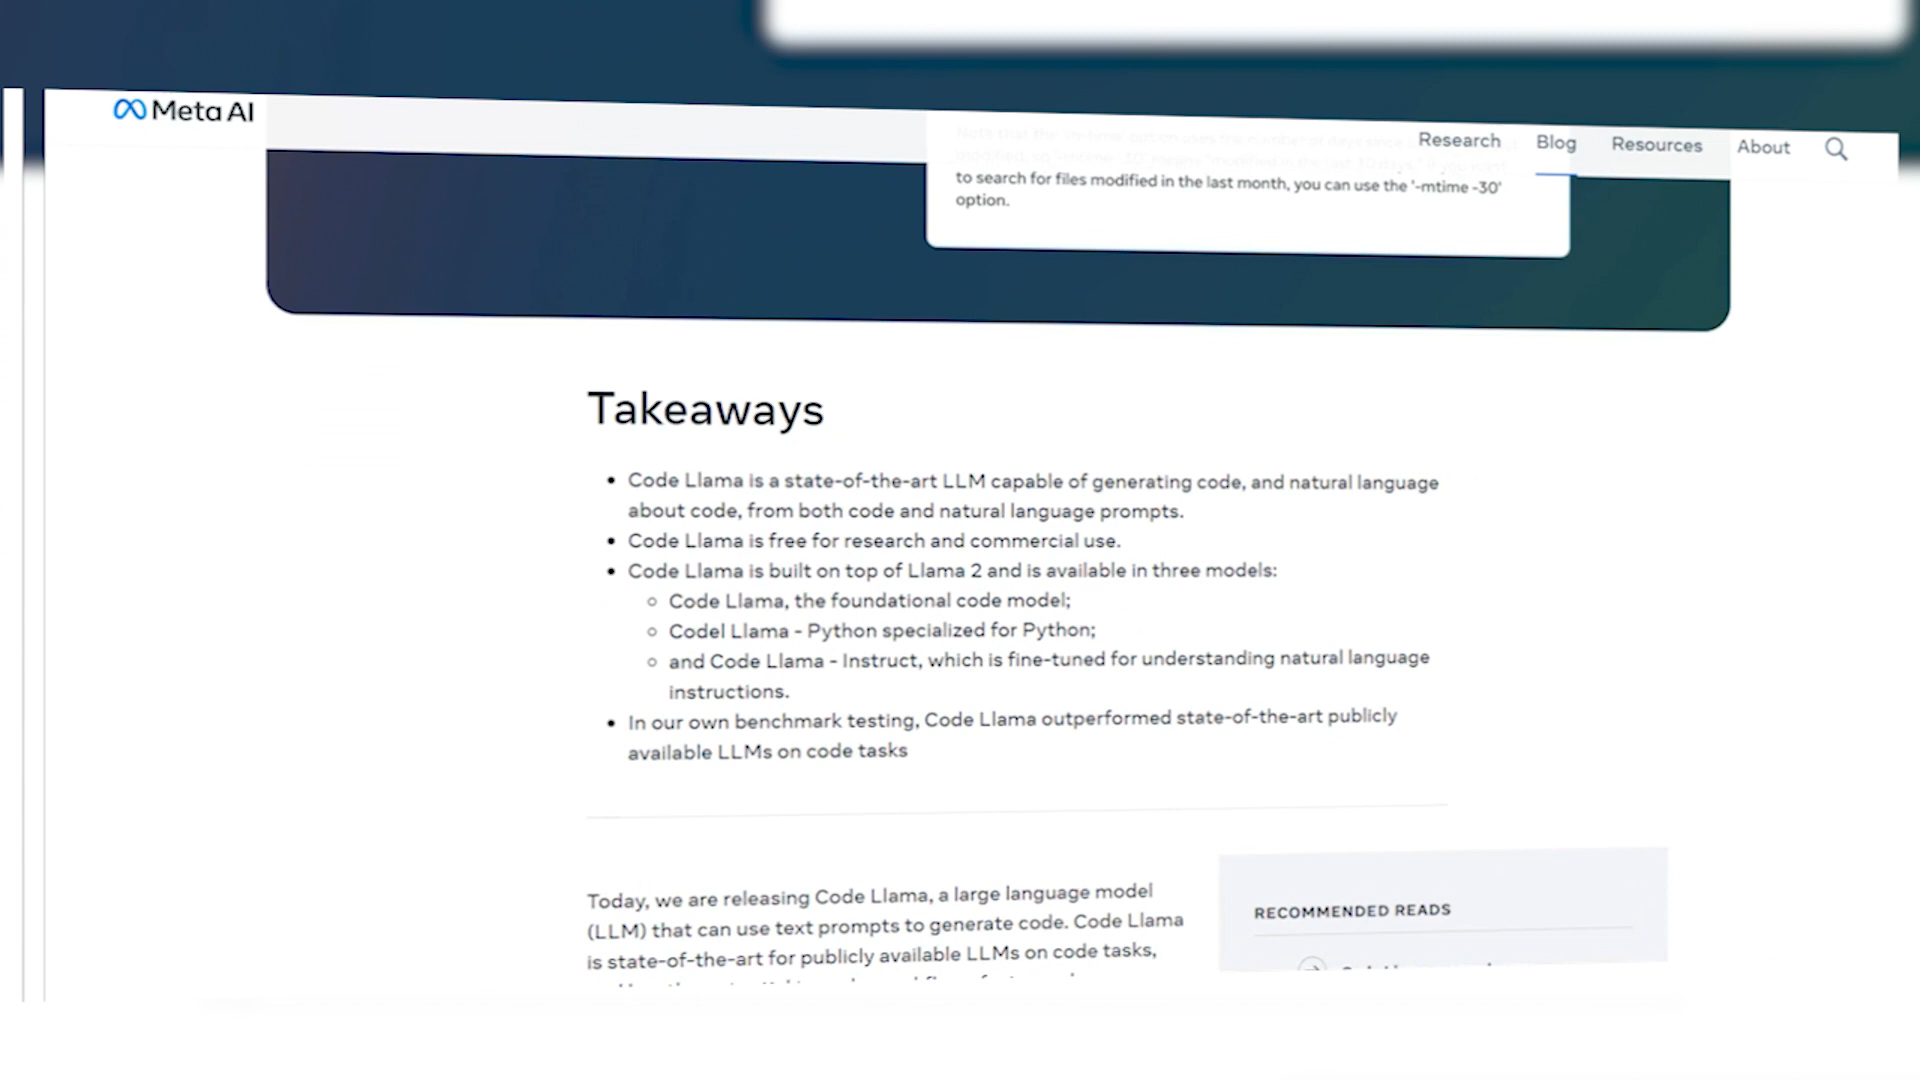 Meta AI
Research Blog Resources About
to search for files modified in the last month, you can use the '-mtime -30'
option.
Takeaways
• Code Llama is a state-of-the-art LLM capable of generating code, and natural language
about code, from both code and natural language prompts.
• Code Llama is free for research and commercial use.
• Code Llama is built on top of Llama 2 and is available in three models:
○ Code Llama, the foundational code model;
○ Codel Llama - Python specialized for Python;
○ and Code Llama - Instruct, which is fine-tuned for understanding natural language
instructions.
• In our own benchmark testing, Code Llama outperformed state-of-the-art publicly
available LLMs on code tasks
Today, we are releasing Code Llama, a large language model
(LLM) that can use text prompts to generate code. Code Llama
is state-of-the-art for publicly available LLMs on code tasks,
RECOMMENDED READS